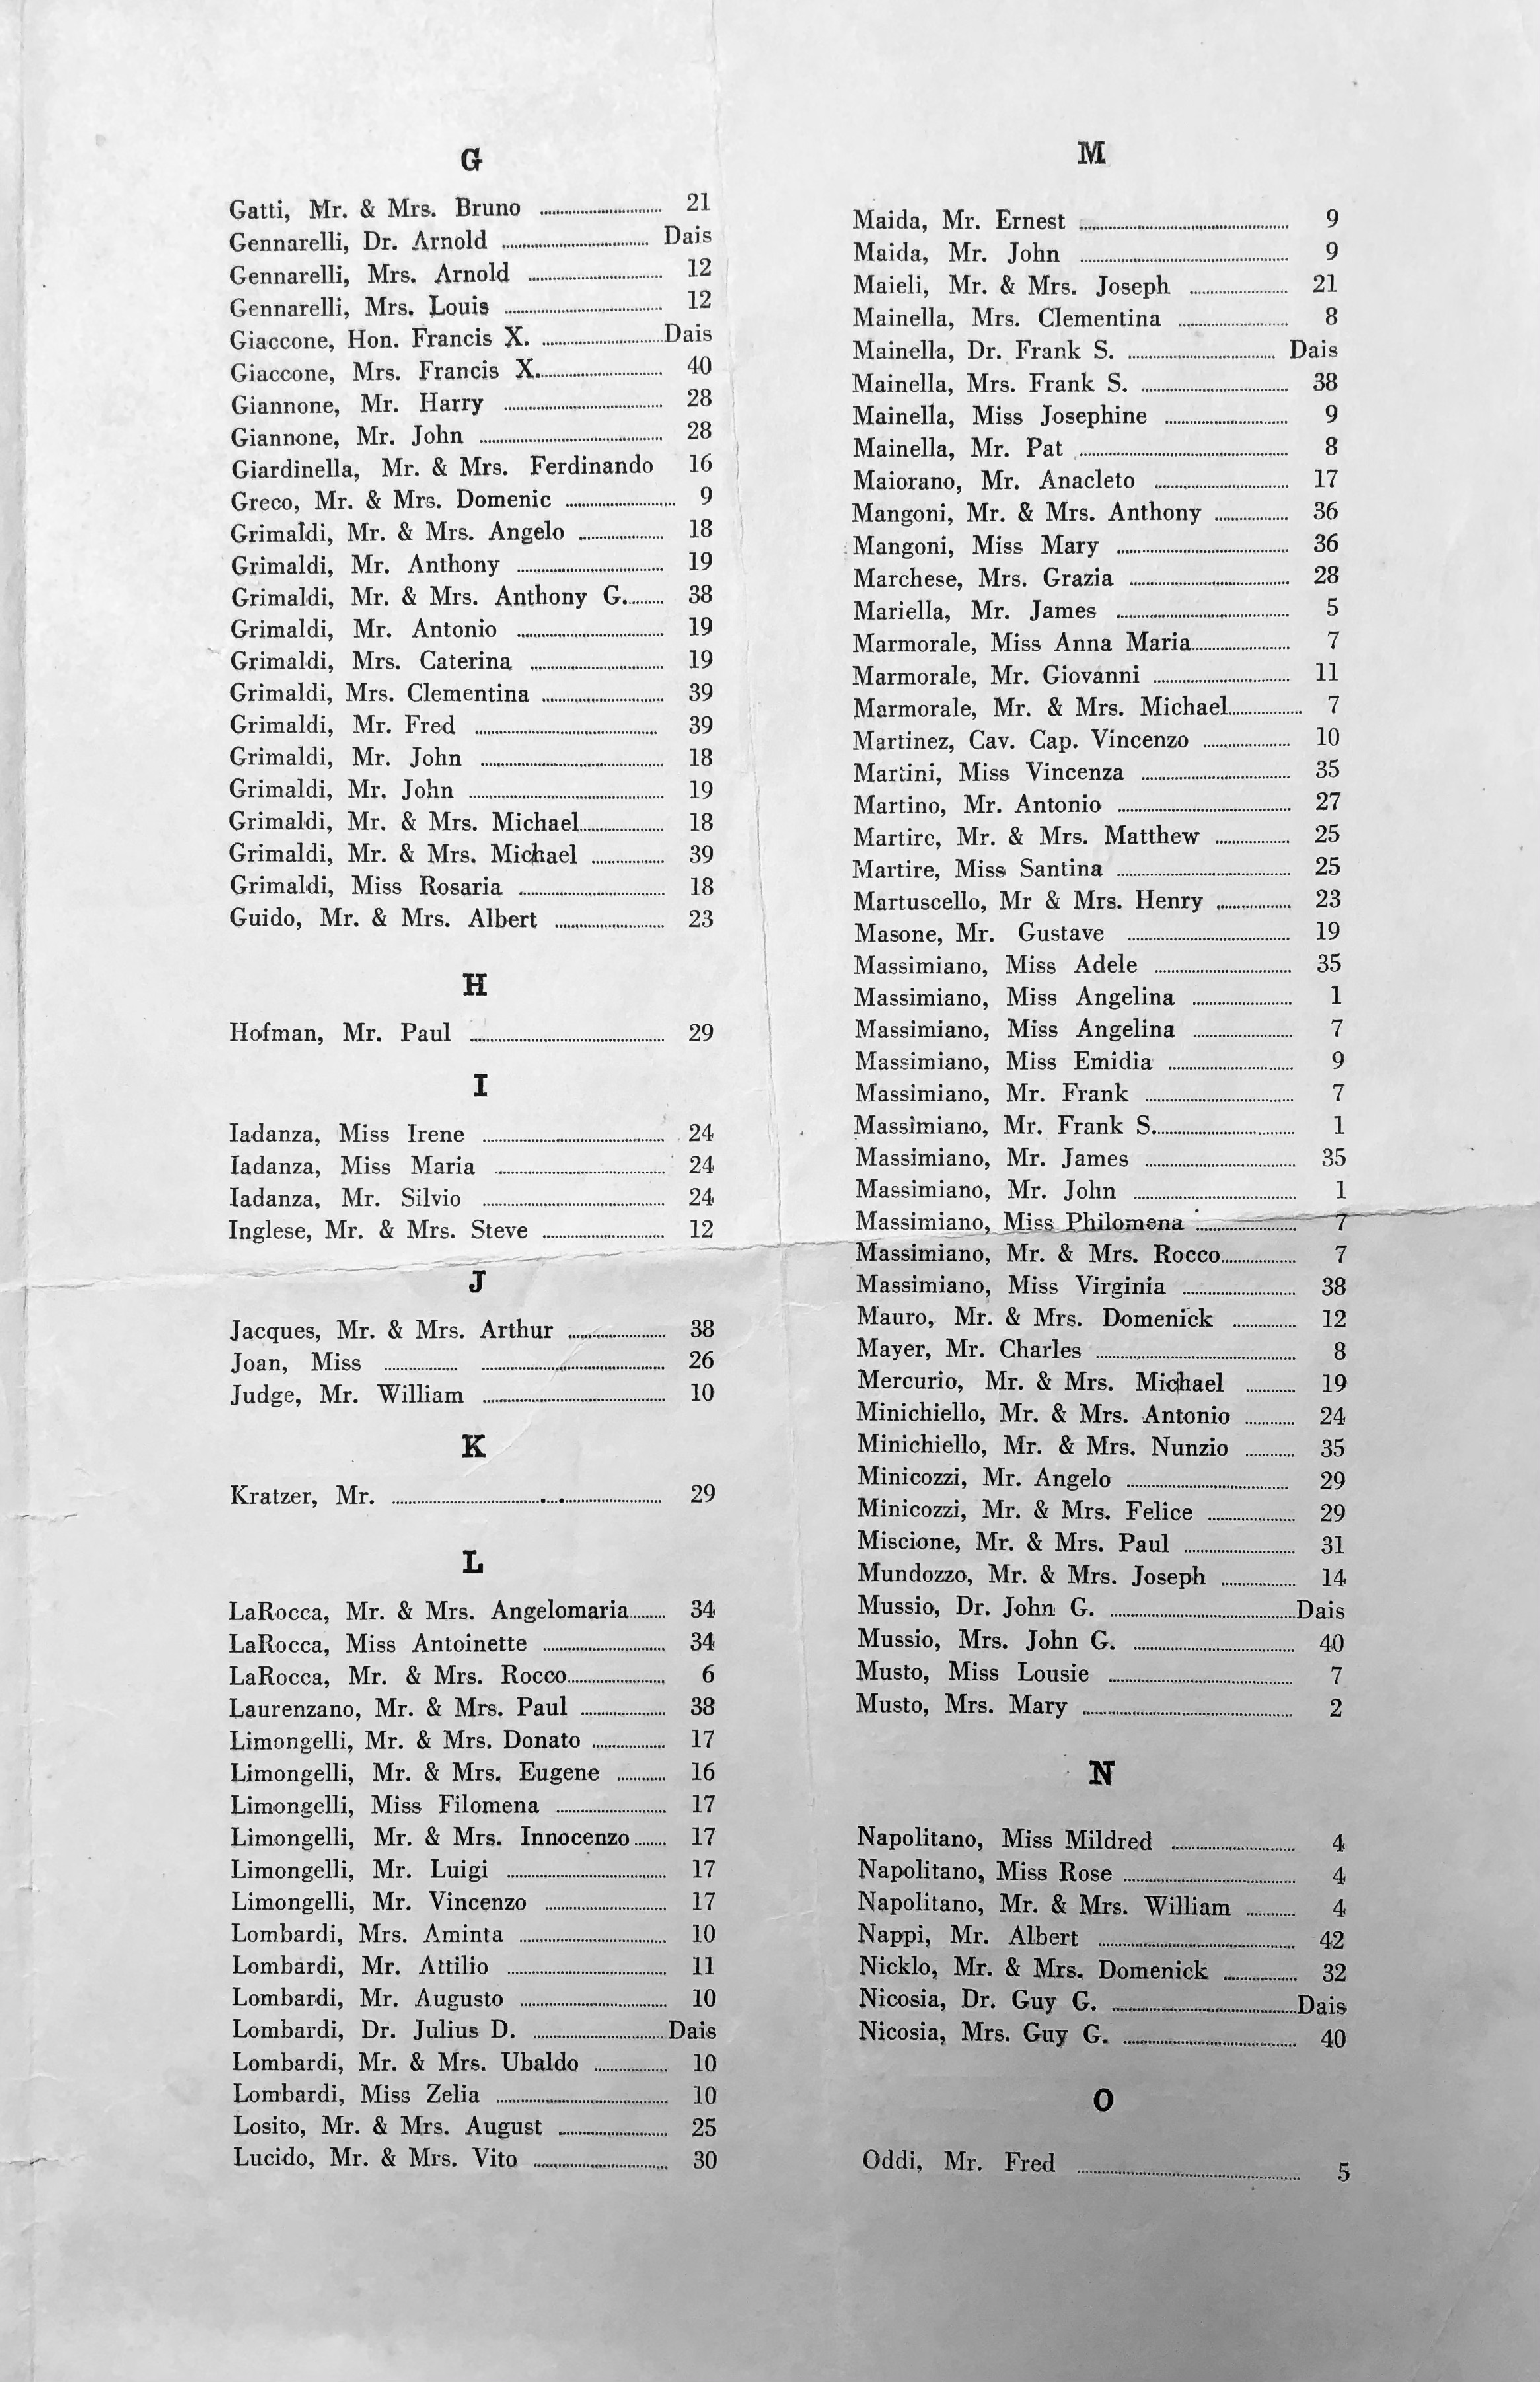 G
Gatti, Mr. & Mrs. Bruno ........ 21
Gennarelli, Dr. Arnold ........ Dais
Gennarelli, Mrs. Arnold ........ 12
Gennarelli, Mrs. Louis ........ 12
Giaccone, Hon. Francis X. ........ Dais
Giaccone, Mrs. Francis X. ........ 40
Giannone, Mr. Harry ........ 28
Giannone, Mr. John ........ 28
Giardinella, Mr. & Mrs. Ferdinando 16
Greco, Mr. & Mrs. Domenic ........ 9
Grimaldi, Mr. & Mrs. Angelo ........ 18
Grimaldi, Mr. Anthony ........ 19
Grimaldi, Mr. & Mrs. Anthony G. ........ 38
Grimaldi, Mr. Antonio ........ 19
Grimaldi, Mrs. Caterina ........ 19
Grimaldi, Mrs. Clementina ........ 39
Grimaldi, Mr. Fred ........ 39
Grimaldi, Mr. John ........ 18
Grimaldi, Mr. John ........ 19
Grimaldi, Mr. & Mrs. Michael ........ 18
Grimaldi, Mr. & Mrs. Michael ........ 39
Grimaldi, Miss Rosaria ........ 18
Guido, Mr. & Mrs. Albert ........ 23
H
Hofman, Mr. Paul ........ 29
I
Iadanza, Miss Irene ........ 24
Iadanza, Miss Maria ........ 24
Iadanza, Mr. Silvio ........ 24
Inglese, Mr. & Mrs. Steve ........ 12
J
Jacques, Mr. & Mrs. Arthur ........ 38
Joan, Miss ........ ........ 26
Judge, Mr. William ........ 10
K
Kratzer, Mr. ........ 29
L
LaRocca, Mr. & Mrs. Angelomaria ........ 34
LaRocca, Miss Antoinette ........ 34
LaRocca, Mr. & Mrs. Rocco ........ 6
Laurenzano, Mr. & Mrs. Paul ........ 38
Limongelli, Mr. & Mrs. Donato ........ 17
Limongelli, Mr. & Mrs. Eugene ........ 16
Limongelli, Miss Filomena ........ 17
Limongelli, Mr. & Mrs. Innocenzo ........ 17
Limongelli, Mr. Luigi ........ 17
Limongelli, Mr. Vincenzo ........ 17
Lombardi, Mrs. Aminta ........ 10
Lombardi, Mr. Attilio ........ 11
Lombardi, Mr. Augusto ........ 10
Lombardi, Dr. Julius D. ........ Dais
Lombardi, Mr. & Mrs. Ubaldo ........ 10
Lombardi, Miss Zelia ........ 10
Losito, Mr. & Mrs. August ........ 25
Lucido, Mr. & Mrs. Vito ........ 30
M
Maida, Mr. Ernest ........ 9
Maida, Mr. John ........ 9
Maieli, Mr. & Mrs. Joseph ........ 21
Mainella, Mrs. Clementina ........ 8
Mainella, Dr. Frank S. ........ Dais
Mainella, Mrs. Frank S. ........ 38
Mainella, Miss Josephine ........ 9
Mainella, Mr. Pat ........ 8
Maiorano, Mr. Anacleto ........ 17
Mangoni, Mr. & Mrs. Anthony ........ 36
Mangoni, Miss Mary ........ 36
Marchese, Mrs. Grazia ........ 28
Mariella, Mr. James ........ 5
Marmorale, Miss Anna Maria ........ 7
Marmorale, Mr. Giovanni ........ 11
Marmorale, Mr. & Mrs. Michael ........ 7
Martinez, Cav. Cap. Vincenzo ........ 10
Martini, Miss Vincenza ........ 35
Martino, Mr. Antonio ........ 27
Martire, Mr. & Mrs. Matthew ........ 25
Martire, Miss Santina ........ 25
Martuscello, Mr & Mrs. Henry ........ 23
Masone, Mr. Gustave ........ 19
Massimiano, Miss Adele ........ 35
Massimiano, Miss Angelina ........ 1
Massimiano, Miss Angelina ........ 7
Massimiano, Miss Emidia ........ 9
Massimiano, Mr. Frank ........ 7
Massimiano, Mr. Frank S. ........ 1
Massimiano, Mr. James ........ 35
Massimiano, Mr. John ........ 1
Massimiano, Miss Philomena ........ 7
Massimiano, Mr. & Mrs. Rocco ........ 7
Massimiano, Miss Virginia ........ 38
Mauro, Mr. & Mrs. Domenick ........ 12
Mayer, Mr. Charles ........ 8
Mercurio, Mr. & Mrs. Michael ........ 19
Minichiello, Mr. & Mrs. Antonio ........ 24
Minichiello, Mr. & Mrs. Nunzio ........ 35
Minicozzi, Mr. Angelo ........ 29
Minicozzi, Mr. & Mrs. Felice ........ 29
Miscione, Mr. & Mrs. Paul ........ 31
Mundozzo, Mr. & Mrs. Joseph ........ 14
Mussio, Dr. John G. ........ Dais
Mussio, Mrs. John G. ........ 40
Musto, Miss Lousie ........ 7
Musto, Mrs. Mary ........ 2
N
Napolitano, Miss Mildred ........ 4
Napolitano, Miss Rose ........ 4
Napolitano, Mr. & Mrs. William ........ 4
Nappi, Mr. Albert ........ 42
Nicklo, Mr. & Mrs. Domenick ........ 32
Nicosia, Dr. Guy G. ........ Dais
Nicosia, Mrs. Guy G. ........ 40
O
Oddi, Mr. Fred ........ 5